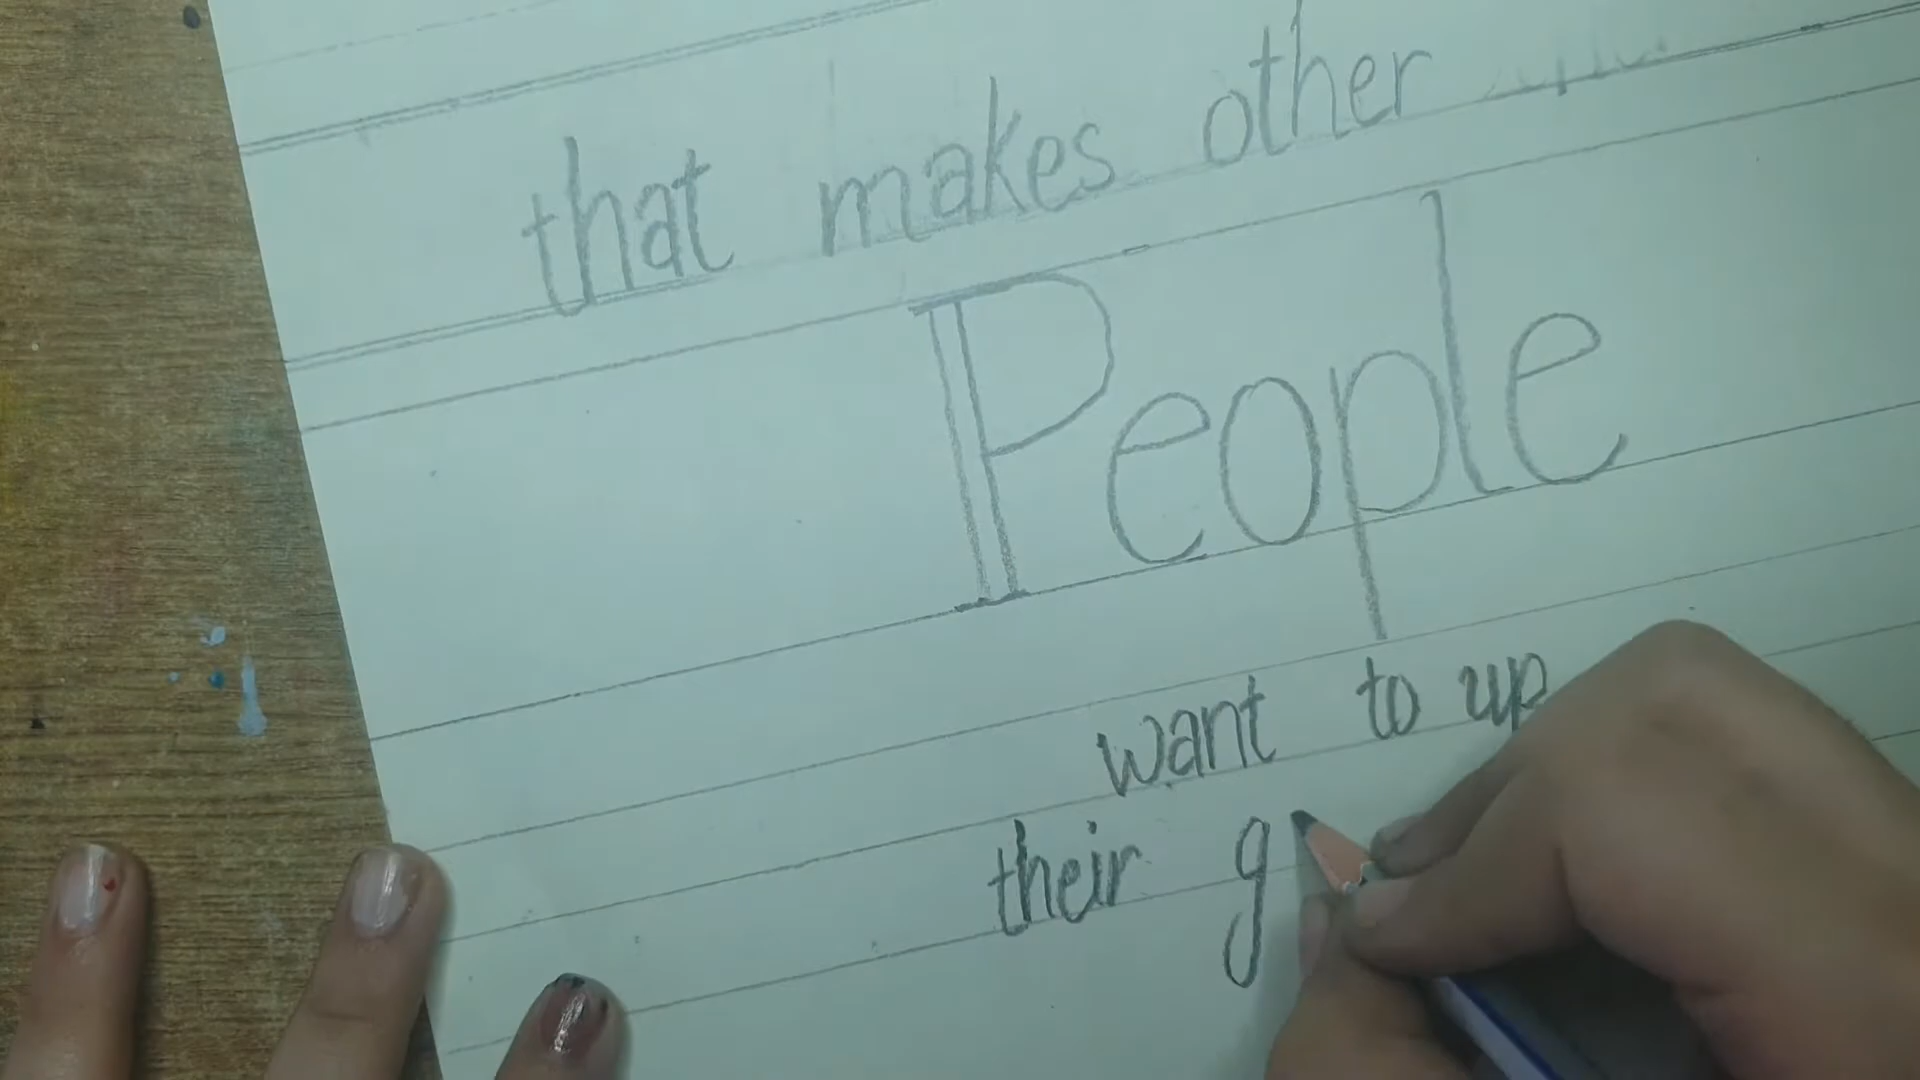 that makes other
People
want to up
their g